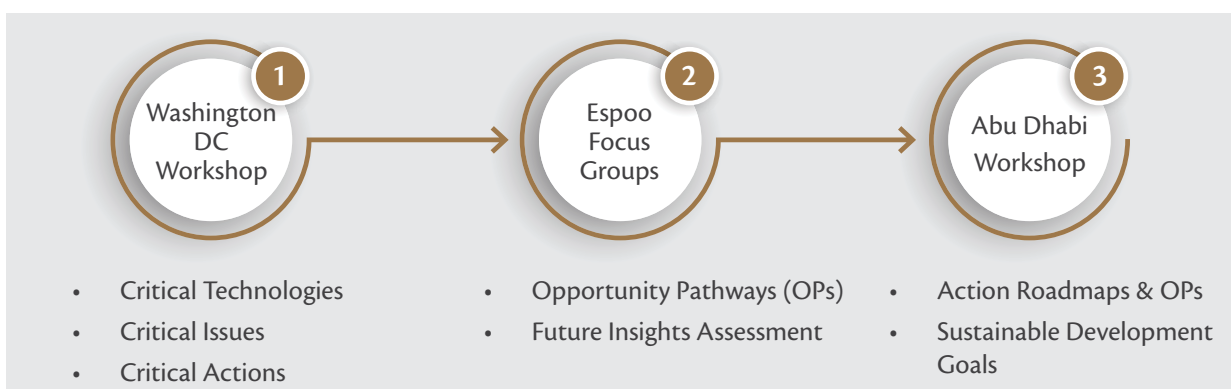 1
Washington
DC
Workshop
2
Espoo
Focus
Groups
3
Abu Dhabi
Workshop
• Critical Technologies
• Critical Issues
• Critical Actions
• Opportunity Pathways (OPs)
• Future Insights Assessment
• Action Roadmaps & OPs
• Sustainable Development
Goals